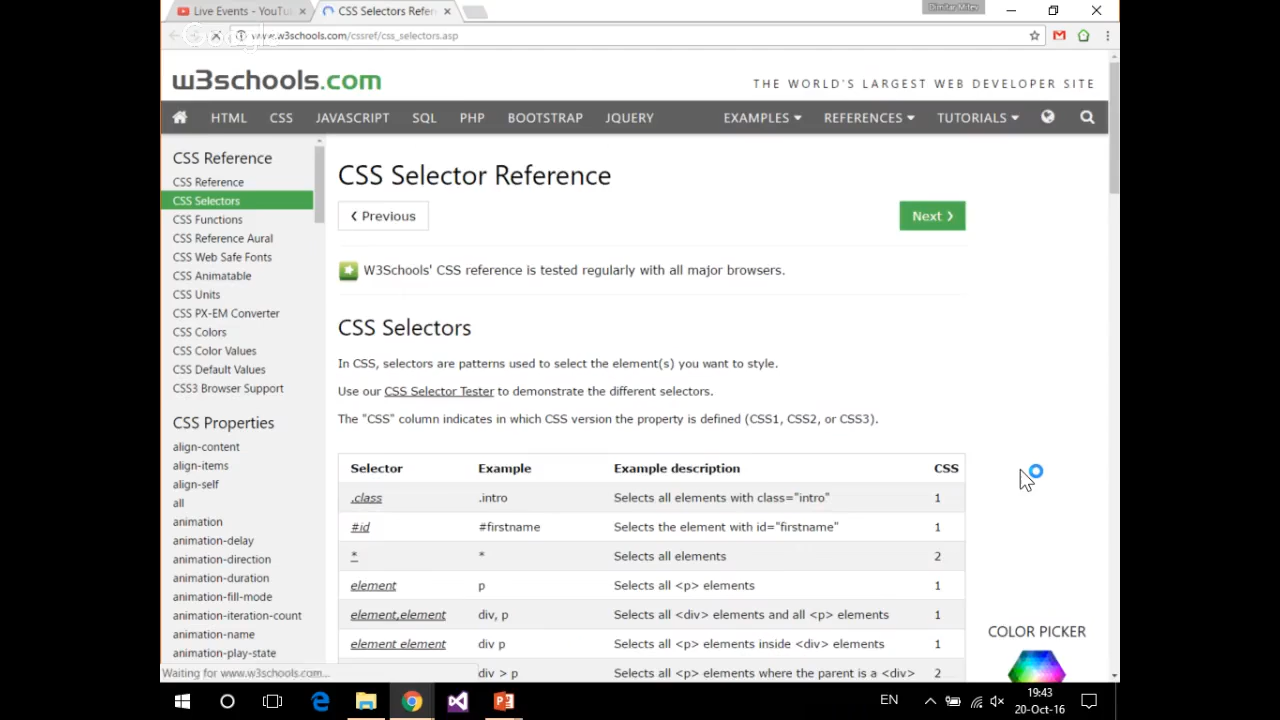 Live Events - YouTu
CSS Selectors Refer
Dimitar Mitev
www.w3schools.com/cssref/css_selectors.asp
Google
w3schools.com
THE WORLD'S LARGEST WEB DEVELOPER SITE
HTML CSS JAVASCRIPT SQL PHP BOOTSTRAP JQUERY EXAMPLES REFERENCES TUTORIALS
CSS Reference
CSS Reference
CSS Selectors
CSS Functions
CSS Reference Aural
CSS Web Safe Fonts
CSS Animatable
CSS Units
CSS PX-EM Converter
CSS Colors
CSS Color Values
CSS Default Values
CSS3 Browser Support
CSS Properties
align-content
align-items
align-self
all
animation
animation-delay
animation-direction
animation-duration
animation-fill-mode
animation-iteration-count
animation-name
animation-play-state
CSS Selector Reference
❮ Previous
Next ❯
W3Schools' CSS reference is tested regularly with all major browsers.
CSS Selectors
In CSS, selectors are patterns used to select the element(s) you want to style.
Use our CSS Selector Tester to demonstrate the different selectors.
The "CSS" column indicates in which CSS version the property is defined (CSS1, CSS2, or CSS3).
Selector Example Example description CSS
.class .intro Selects all elements with class="intro" 1
#id #firstname Selects the element with id="firstname" 1
* * Selects all elements 2
element p Selects all <p> elements 1
element,element div, p Selects all <div> elements and all <p> elements 1
element element div p Selects all <p> elements inside <div> elements 1
div > p Selects all <p> elements where the parent is a <div> 2
COLOR PICKER
Waiting for www.w3schools.com...
EN
19:43
20-Oct-16